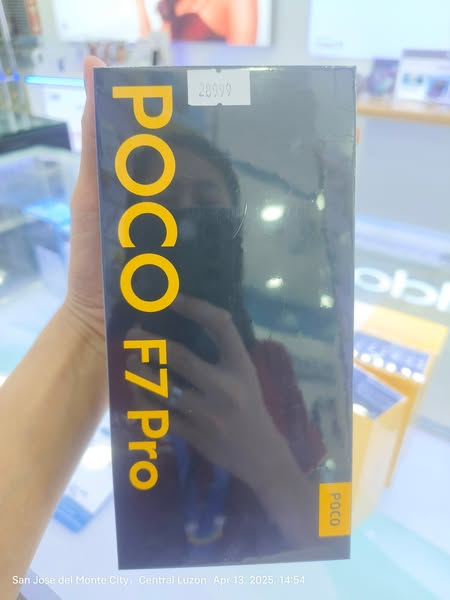 28999
POCO F7 Pro
POCO
San Jose del Monte City, Central Luzon Apr 13, 2025, 14:54